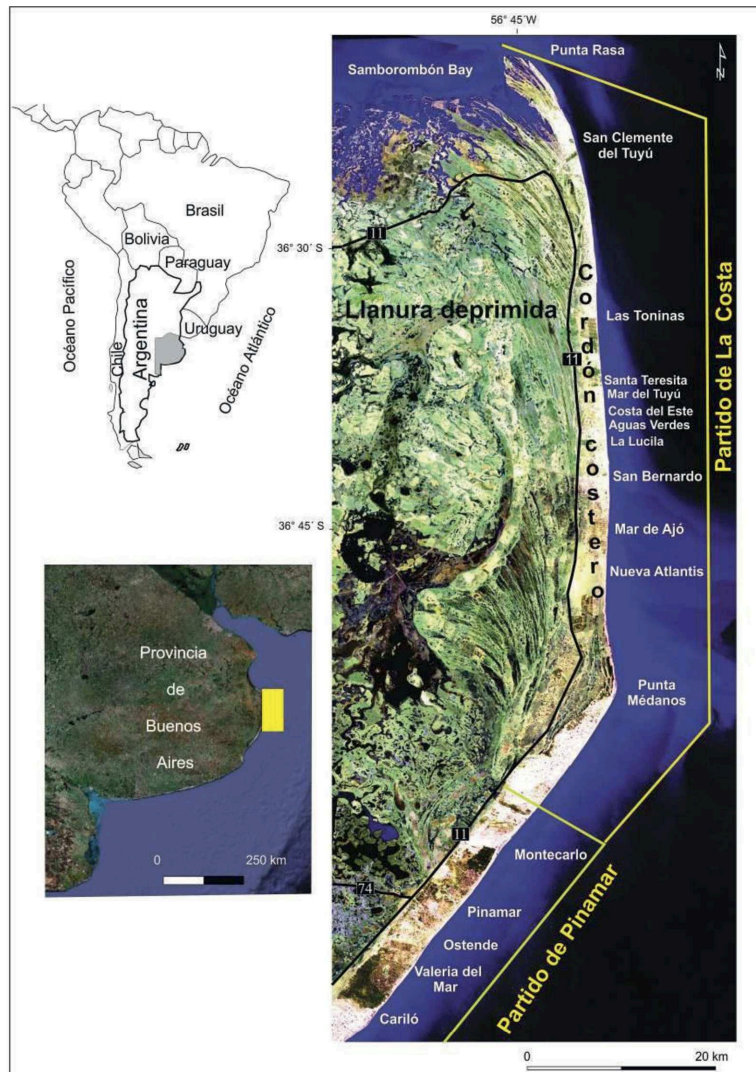 56° 45´W
Punta Rasa
Samborombón Bay
N
San Clemente
del Tuyú
Brasil
Bolivia
Paraguay
36° 30´ S
11
Océano Pacífico
Chile
Argentina
Uruguay
Océano Atlántico
Llanura deprimida
Cordón costero
11
Las Toninas
Santa Teresita
Mar del Tuyú
Costa del Este
Aguas Verdes
La Lucila
Partido de La Costa
San Bernardo
36° 45´ S
Mar de Ajó
Nueva Atlantis
Punta
Médanos
Provincia
de
Buenos
Aires
0 250 km
11
Montecarlo
74
Pinamar
Ostende
Valeria del
Mar
Cariló
Partido de Pinamar
0 20 km